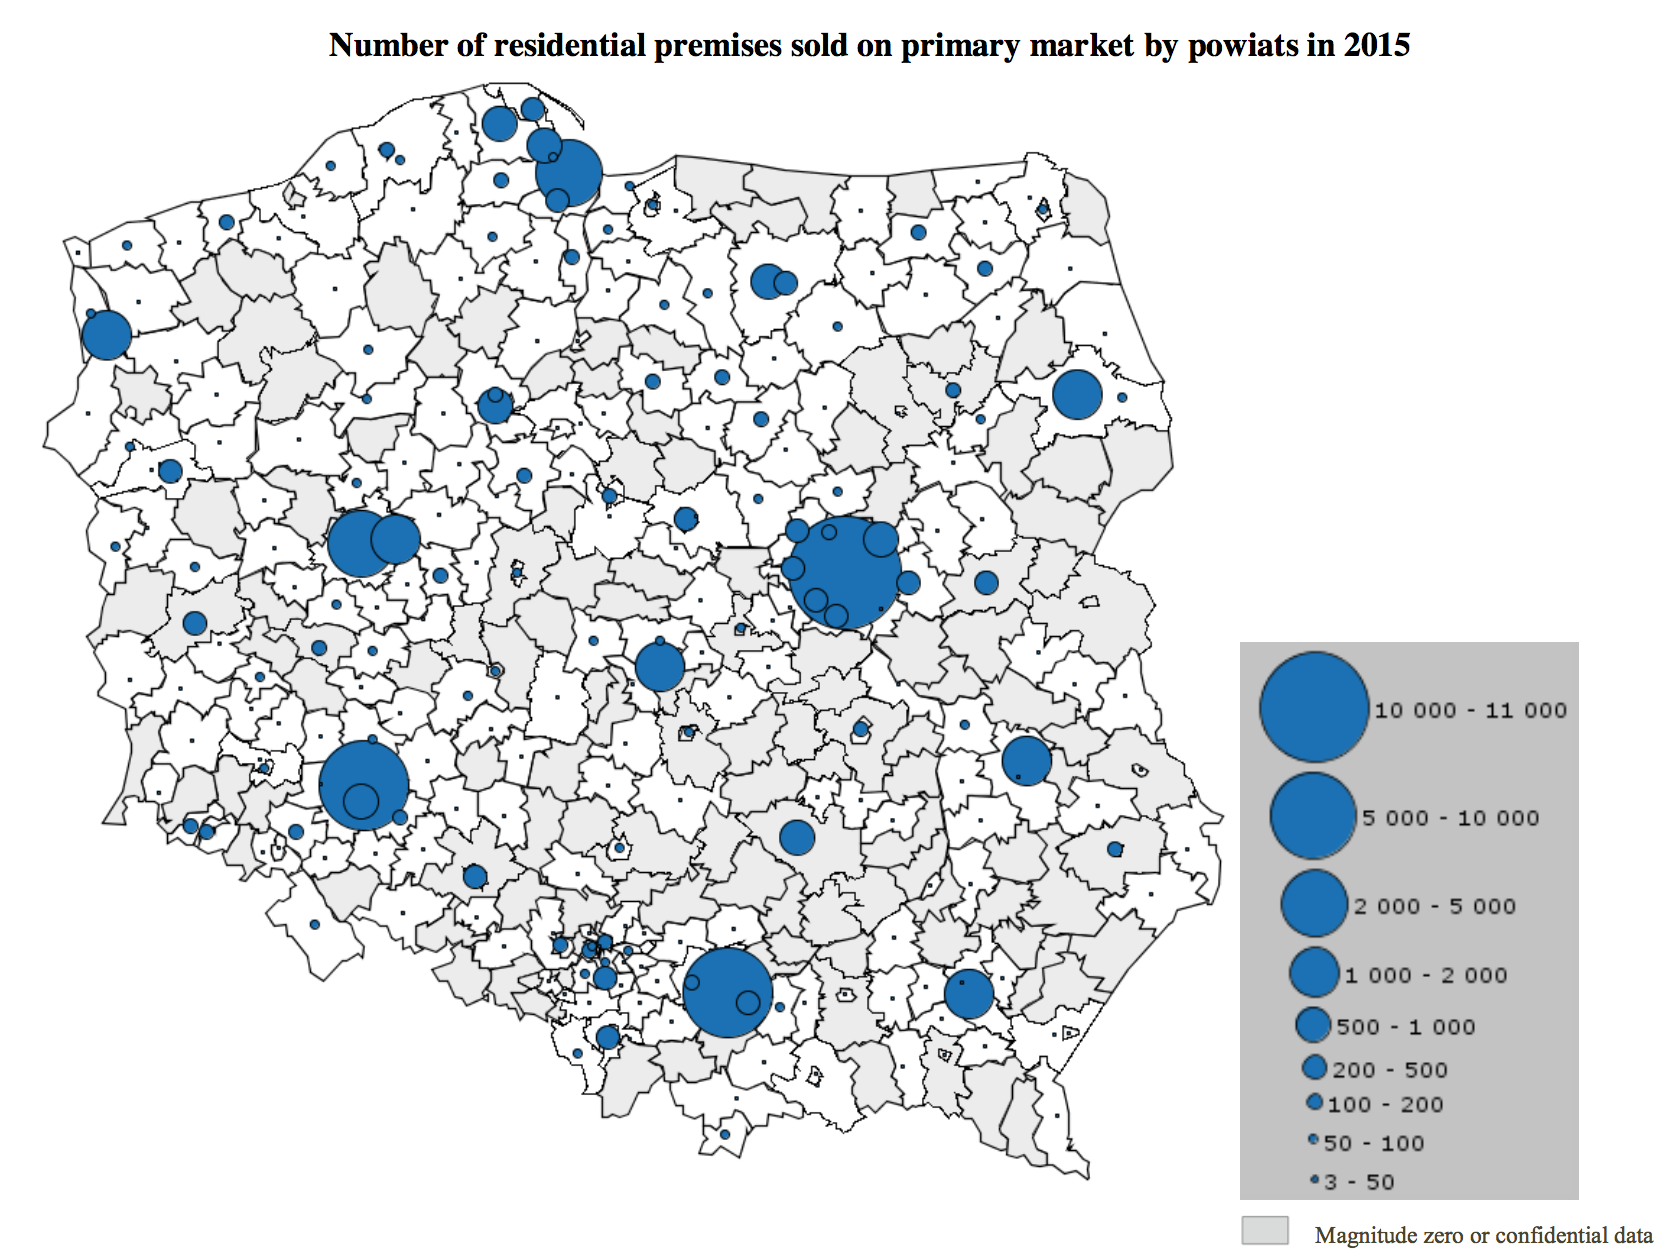 Number of residential premises sold on primary market by powiats in 2015
10 000 - 11 000
5 000 - 10 000
2 000 - 5 000
1 000 - 2 000
500 - 1 000
200 - 500
100 - 200
50 - 100
3 - 50
Magnitude zero or confidential data